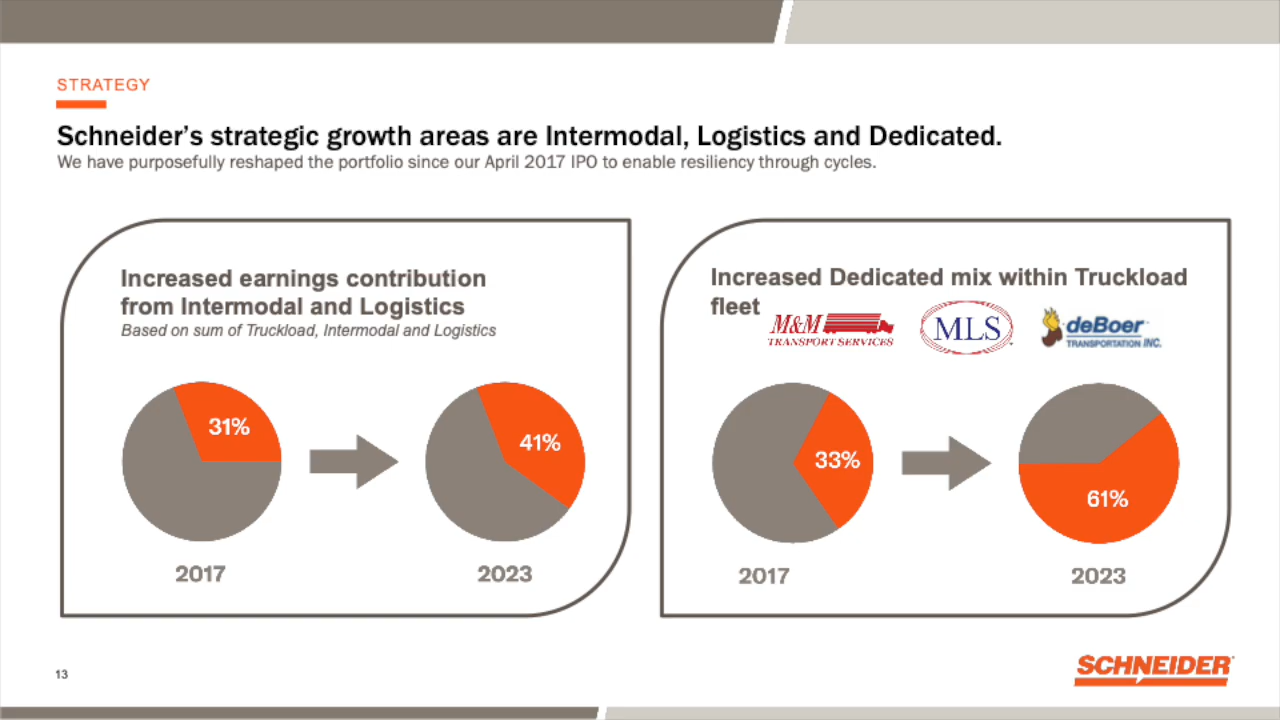 STRATEGY
Schneider's strategic growth areas are Intermodal, Logistics and Dedicated.
We have purposefully reshaped the portfolio since our April 2017 IPO to enable resiliency through cycles.
Increased earnings contribution
from Intermodal and Logistics
Based on sum of Truckload, Intermodal and Logistics
31%
41%
2017
2023
Increased Dedicated mix within Truckload
fleet
M&M
TRANSPORT SERVICES
MLS
deBoer
TRANSPORTATION INC.
33%
61%
2017
2023
13
SCHNEIDER